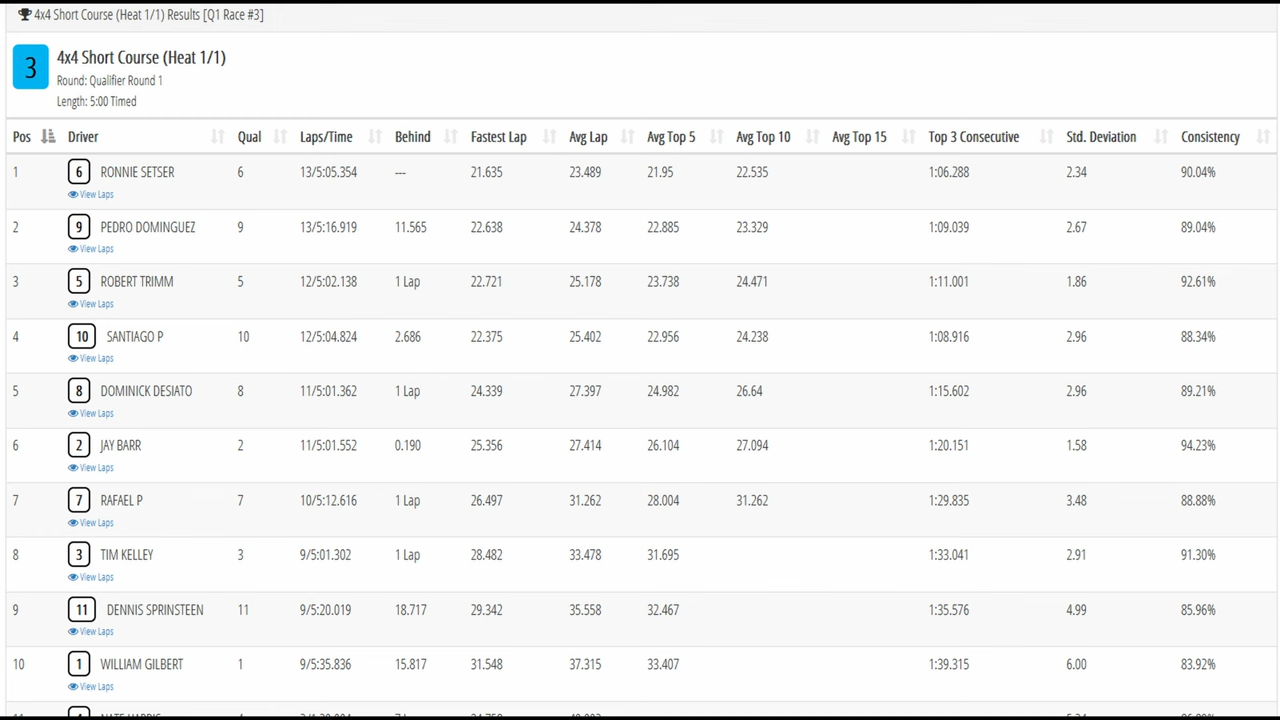 4x4 Short Course (Heat 1/1) Results [Q1 Race #3]
3 4x4 Short Course (Heat 1/1)
Round: Qualifier Round 1
Length: 5:00 Timed
Pos Driver Qual Laps/Time Behind Fastest Lap Avg Lap Avg Top 5 Avg Top 10 Avg Top 15 Top 3 Consecutive Std. Deviation Consistency
1 6 RONNIE SETSER 6 13/5:05.354 --- 21.635 23.489 21.95 22.535 1:06.288 2.34 90.04%
View Laps
2 9 PEDRO DOMINGUEZ 9 13/5:16.919 11.565 22.638 24.378 22.885 23.329 1:09.039 2.67 89.04%
View Laps
3 5 ROBERT TRIMM 5 12/5:02.138 1 Lap 22.721 25.178 23.738 24.471 1:11.001 1.86 92.61%
View Laps
4 10 SANTIAGO P 10 12/5:04.824 2.686 22.375 25.402 22.956 24.238 1:08.916 2.96 88.34%
View Laps
5 8 DOMINICK DESIATO 8 11/5:01.362 1 Lap 24.339 27.397 24.982 26.64 1:15.602 2.96 89.21%
View Laps
6 2 JAY BARR 2 11/5:01.552 0.190 25.356 27.414 26.104 27.094 1:20.151 1.58 94.23%
View Laps
7 7 RAFAEL P 7 10/5:12.616 1 Lap 26.497 31.262 28.004 31.262 1:29.835 3.48 88.88%
View Laps
8 3 TIM KELLEY 3 9/5:01.302 1 Lap 28.482 33.478 31.695 1:33.041 2.91 91.30%
View Laps
9 11 DENNIS SPRINSTEEN 11 9/5:20.019 18.717 29.342 35.558 32.467 1:35.576 4.99 85.96%
View Laps
10 1 WILLIAM GILBERT 1 9/5:35.836 15.817 31.548 37.315 33.407 1:39.315 6.00 83.92%
View Laps